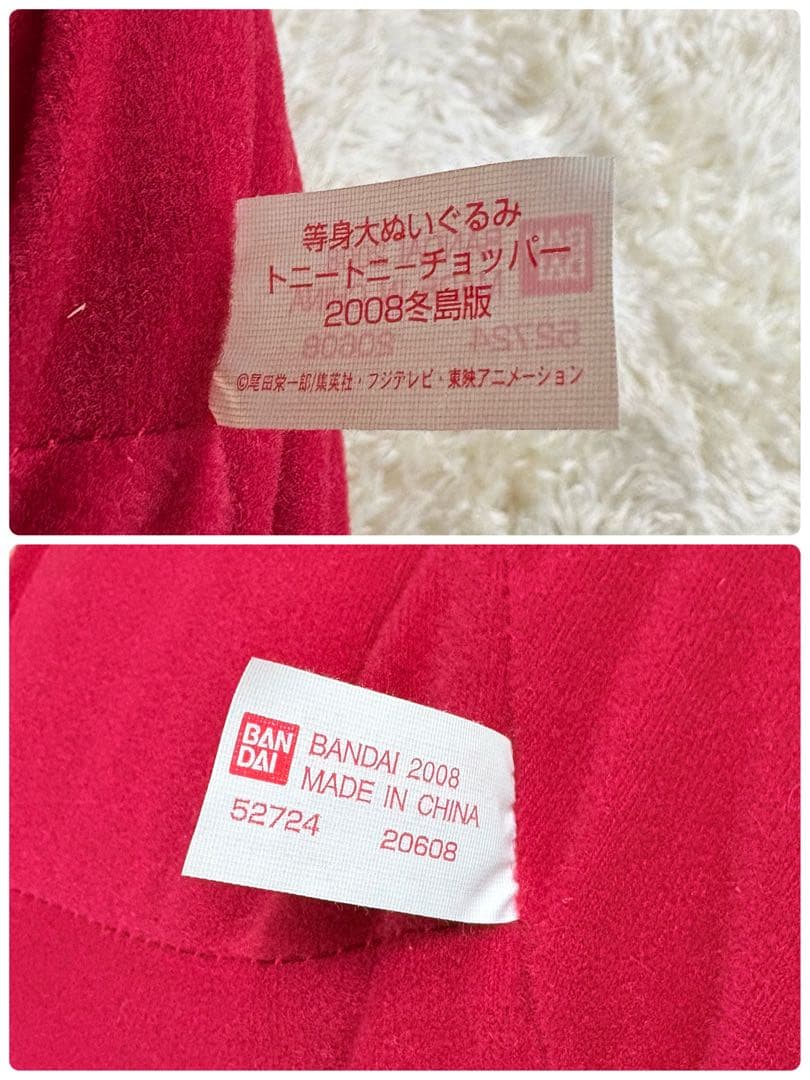 等身大ぬいぐるみ
トニートニーチョッパー
2008冬島版
©尾田栄一郎/集英社・フジテレビ・東映アニメーション
BAN
DAI
BANDAI 2008
MADE IN CHINA
52724 20608